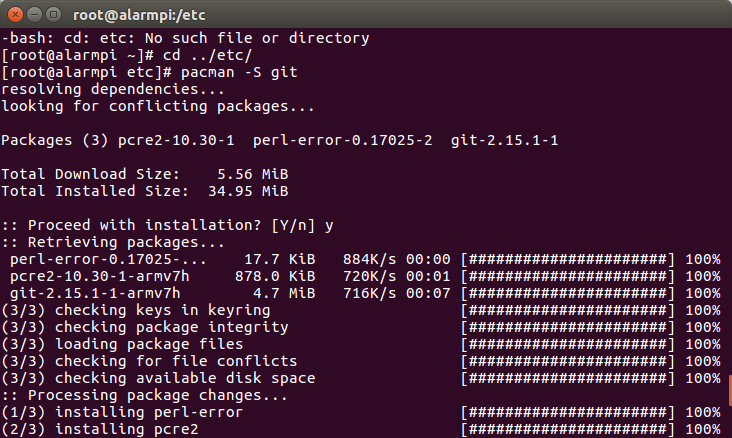 root@alarmpi:/etc
-bash: cd: etc: No such file or directory
[root@alarmpi ~]# cd ../etc/
[root@alarmpi etc]# pacman -S git
resolving dependencies...
looking for conflicting packages...
Packages (3) pcre2-10.30-1  perl-error-0.17025-2  git-2.15.1-1
Total Download Size:    5.56 MiB
Total Installed Size:  34.95 MiB
:: Proceed with installation? [Y/n] y
:: Retrieving packages...
 perl-error-0.17025-...    17.7 KiB   884K/s 00:00 [######################] 100%
 pcre2-10.30-1-armv7h     878.0 KiB   720K/s 00:01 [######################] 100%
 git-2.15.1-1-armv7h        4.7 MiB   716K/s 00:07 [######################] 100%
(3/3) checking keys in keyring                     [######################] 100%
(3/3) checking package integrity                   [######################] 100%
(3/3) loading package files                        [######################] 100%
(3/3) checking for file conflicts                  [######################] 100%
(3/3) checking available disk space                [######################] 100%
:: Processing package changes...
(1/3) installing perl-error                        [######################] 100%
(2/3) installing pcre2                             [######################] 100%